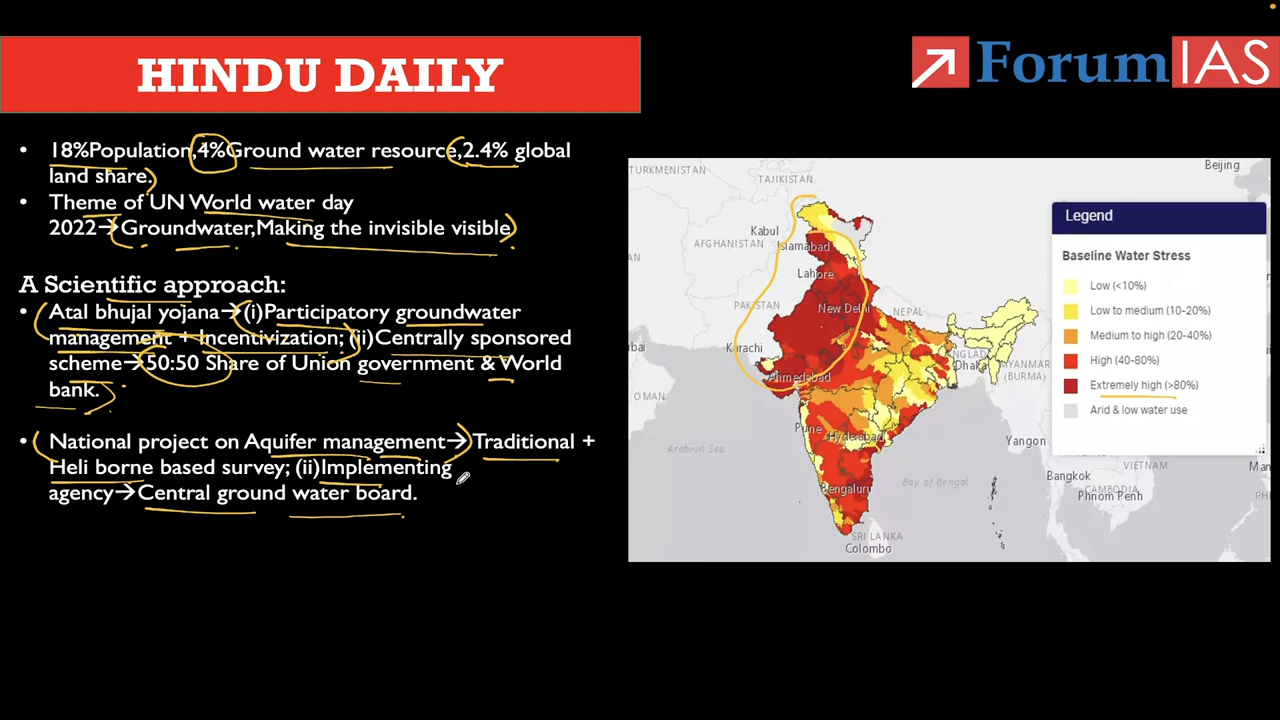 HINDU DAILY
ForumIAS
• 18%Population,4%Ground water resource,2.4% global
land share.
• Theme of UN World water day
2022→Groundwater,Making the invisible visible
A Scientific approach:
• Atal bhujal yojana→(i)Participatory groundwater
management + Incentivization; (ii)Centrally sponsored
scheme→50:50 Share of Union government & World
bank.
• National project on Aquifer management→Traditional +
Heli borne based survey; (ii)Implementing
agency→Central ground water board.
TURKMENISTAN
TAJIKISTAN
Beijing
Kabul
AFGHANISTAN
Islamabad
Lahore
PAKISTAN
New Delhi
NEPAL
Karachi
Dhaka
MYANMAR
(BURMA)
Ahmedabad
OMAN
Pune
Hyderabad
Arabian Sea
Yangon
VIETNAM
Bangkok
Bengaluru
Bay of Bengal
CAMBODIA
Phnom Penh
SRI LANKA
Colombo
Legend
Baseline Water Stress
Low (<10%)
Low to medium (10-20%)
Medium to high (20-40%)
High (40-80%)
Extremely high (>80%)
Arid & low water use